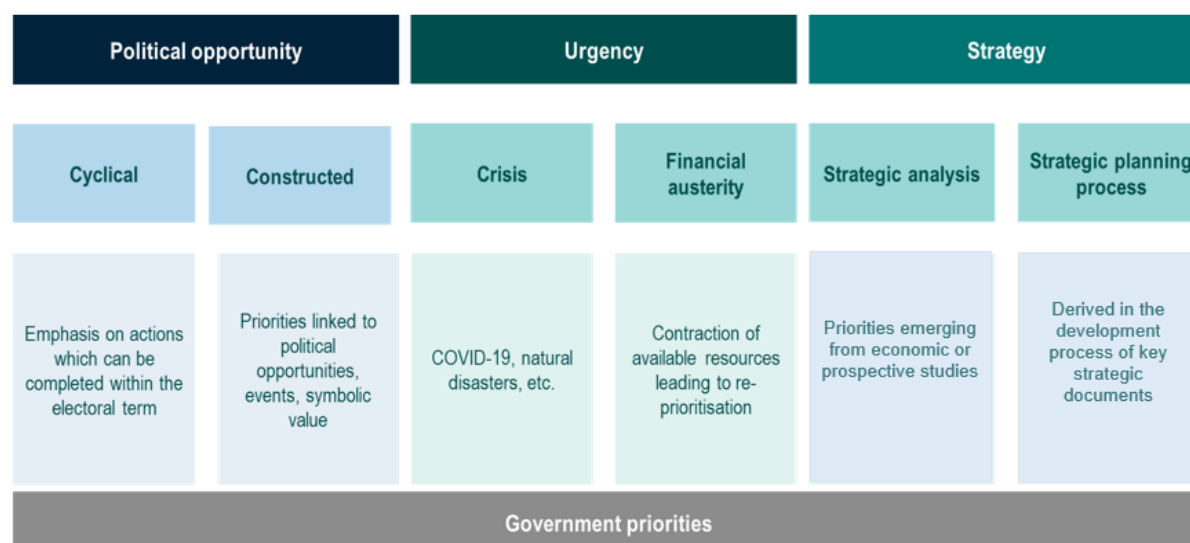 Political opportunity
Urgency
Strategy
Cyclical
Constructed
Crisis
Financial
austerity
Strategic analysis
Strategic planning
process
Emphasis on actions
which can be
completed within the
electoral term
Priorities linked to
political
opportunities,
events, symbolic
value
COVID-19, natural
disasters, etc.
Contraction of
available resources
leading to re-
prioritisation
Priorities emerging
from economic or
prospective studies
Derived in the
development
process of key
strategic
documents
Government priorities